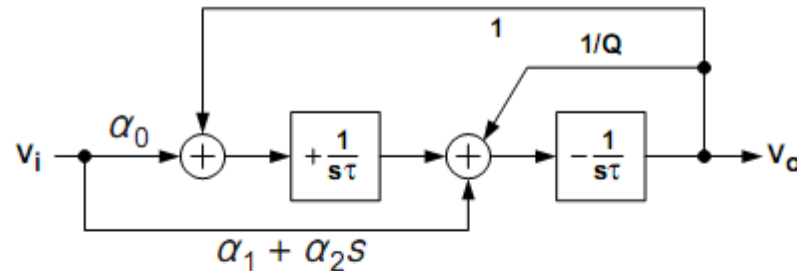 1
1/Q
α₀
vᵢ
+
+ 1/sτ
+
− 1/sτ
vₒ
α₁ + α₂s